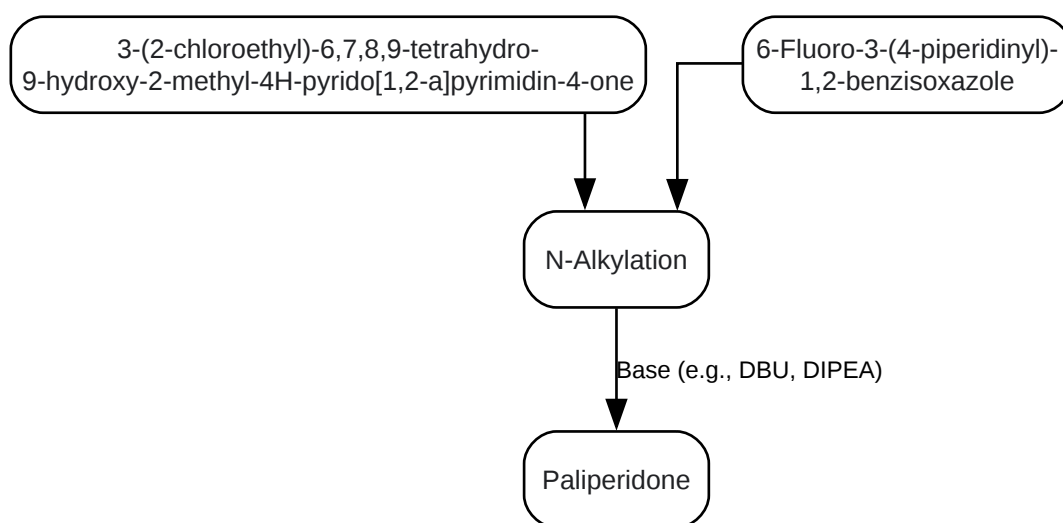 3-(2-chloroethyl)-6,7,8,9-tetrahydro-
9-hydroxy-2-methyl-4H-pyrido[1,2-a]pyrimidin-4-one
6-Fluoro-3-(4-piperidinyl)-
1,2-benzisoxazole
N-Alkylation
Base (e.g., DBU, DIPEA)
Paliperidone